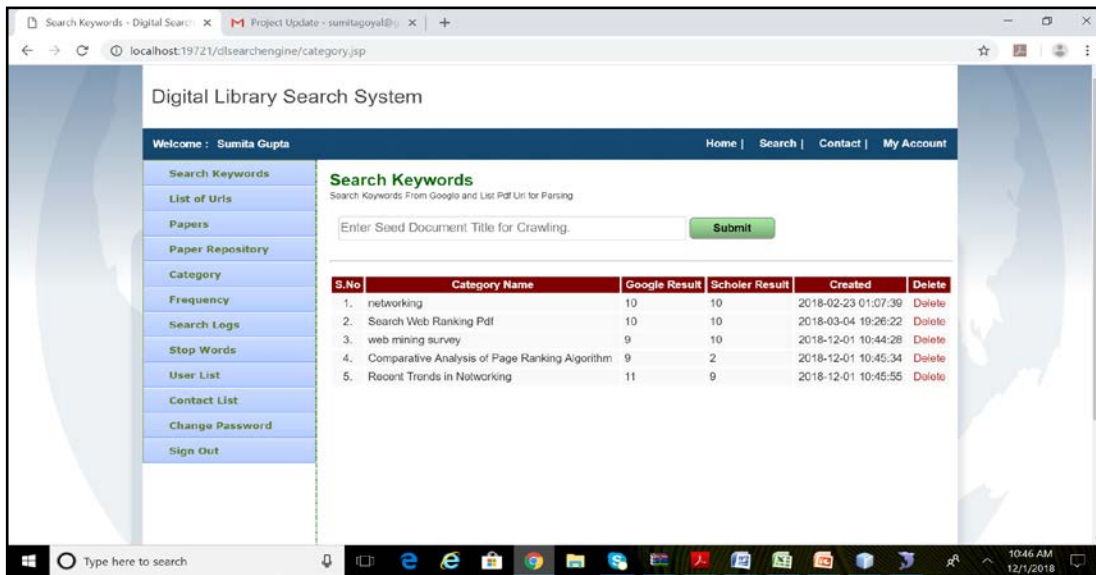 Search Keywords - Digital Search
Project Update - sumitagoyal@g
localhost:19721/dlsearchengine/category.jsp
Digital Library Search System
Welcome : Sumita Gupta
Home | Search | Contact | My Account
Search Keywords
List of Urls
Papers
Paper Repository
Category
Frequency
Search Logs
Stop Words
User List
Contact List
Change Password
Sign Out
Search Keywords
Search Keywords From Google and List Pdf Url for Parsing
Enter Seed Document Title for Crawling. Submit
S.No Category Name Google Result Scholer Result Created Delete
1. networking 10 10 2018-02-23 01:07:39 Delete
2. Search Web Ranking Pdf 10 10 2018-03-04 19:26:22 Delete
3. web mining survey 9 10 2018-12-01 10:44:28 Delete
4. Comparative Analysis of Page Ranking Algorithm 9 2 2018-12-01 10:45:34 Delete
5. Recent Trends in Networking 11 9 2018-12-01 10:45:55 Delete
Type here to search
10:46 AM
12/1/2018